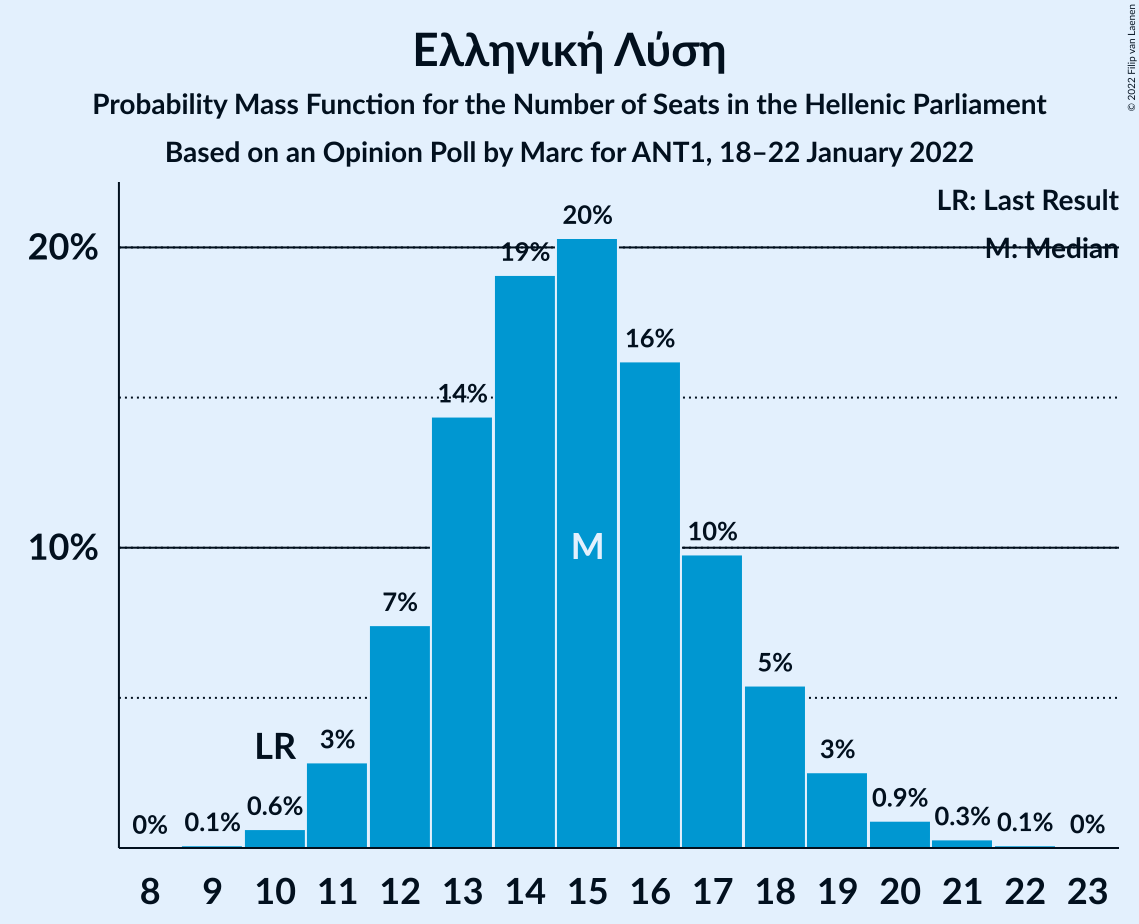 Ελληνική Λύση
Probability Mass Function for the Number of Seats in the Hellenic Parliament
Based on an Opinion Poll by Marc for ANT1, 18–22 January 2022
© 2022 Filip van Laenen
LR: Last Result
M: Median
20%
10%
0%
0.1%
0.6%
LR
3%
7%
14%
19%
20%
M
16%
10%
5%
3%
0.9%
0.3%
0.1%
0%
8 9 10 11 12 13 14 15 16 17 18 19 20 21 22 23